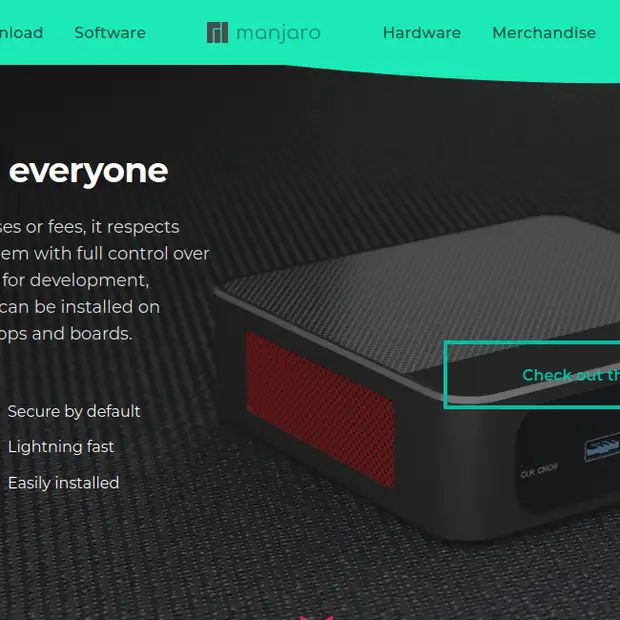 nload Software manjaro Hardware Merchandise
everyone
ses or fees, it respects
em with full control over
for development,
can be installed on
ops and boards.
Check out th
Secure by default
Lightning fast
CLR CMOS
Easily installed